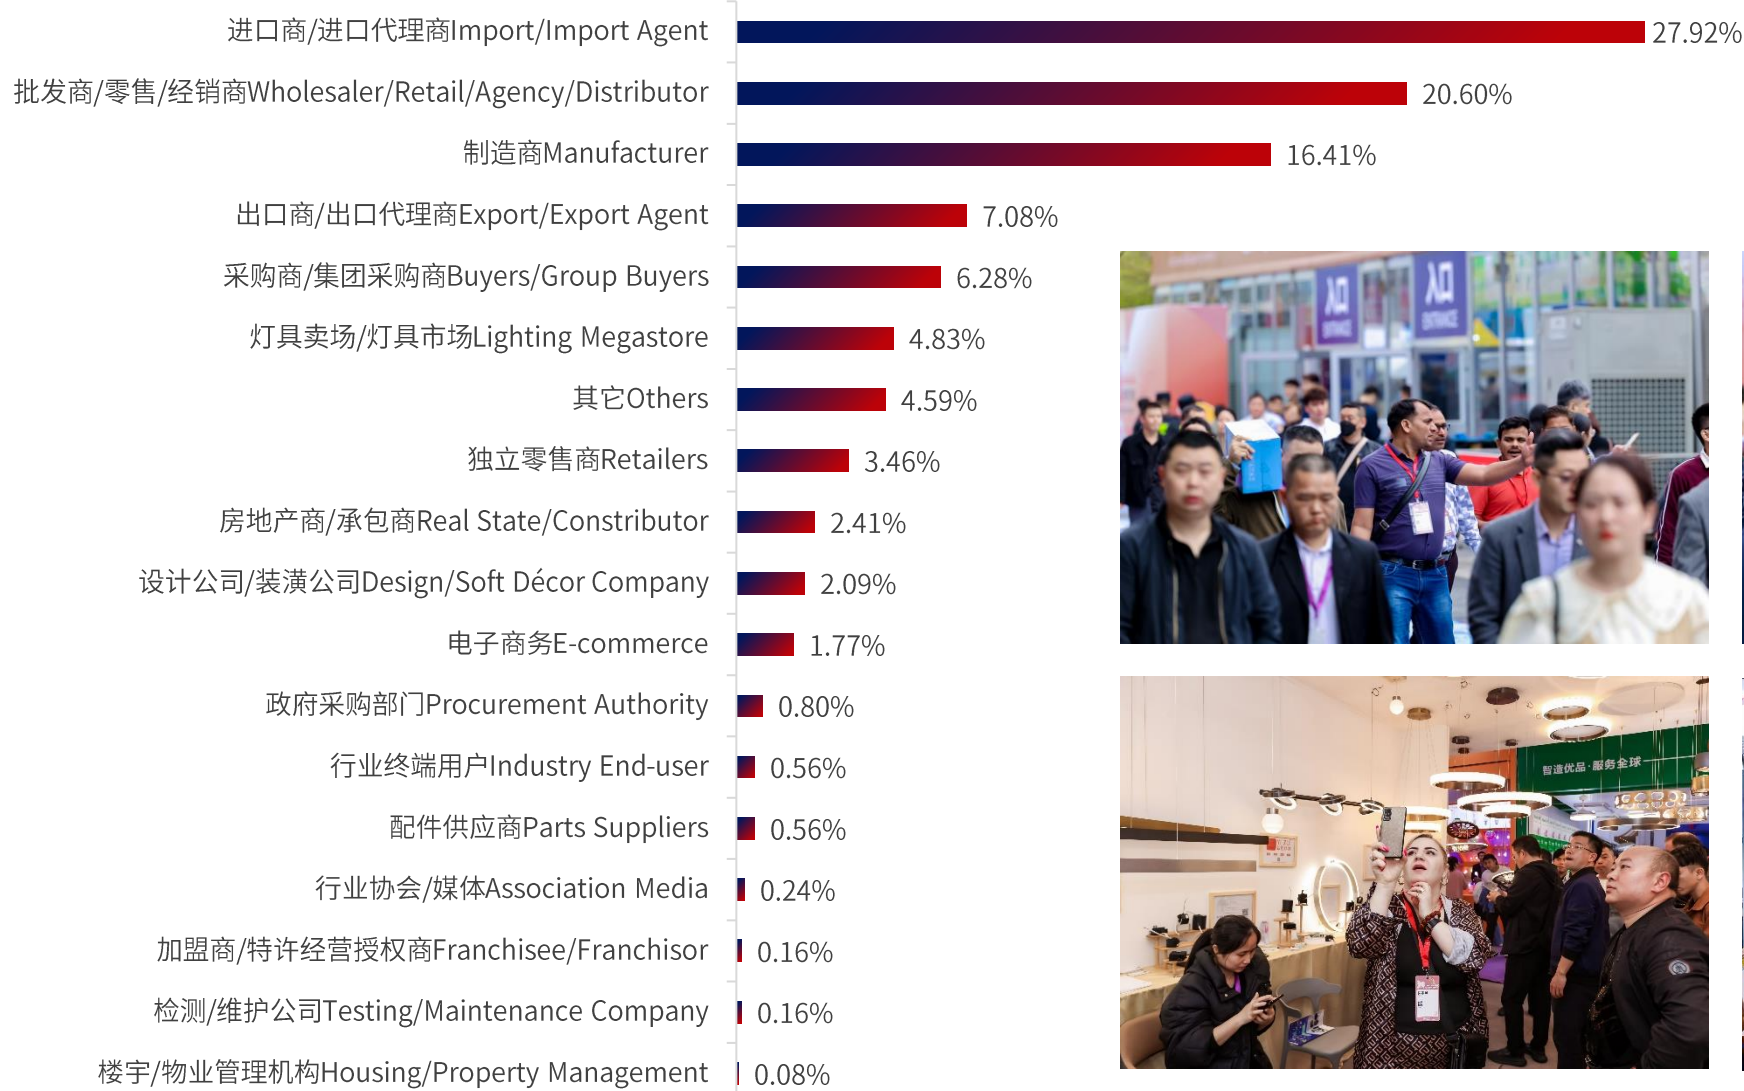 进口商/进口代理商Import/Import Agent 27.92%
批发商/零售/经销商Wholesaler/Retail/Agency/Distributor 20.60%
制造商Manufacturer 16.41%
出口商/出口代理商Export/Export Agent 7.08%
采购商/集团采购商Buyers/Group Buyers 6.28%
灯具卖场/灯具市场Lighting Megastore 4.83%
其它Others 4.59%
独立零售商Retailers 3.46%
房地产商/承包商Real State/Constributor 2.41%
设计公司/装潢公司Design/Soft Décor Company 2.09%
电子商务E-commerce 1.77%
政府采购部门Procurement Authority 0.80%
行业终端用户Industry End-user 0.56%
配件供应商Parts Suppliers 0.56%
行业协会/媒体Association Media 0.24%
加盟商/特许经营授权商Franchisee/Franchisor 0.16%
检测/维护公司Testing/Maintenance Company 0.16%
楼宇/物业管理机构Housing/Property Management 0.08%
入口
ENTRANCE
入口
ENTRANCE
智造优品·服务全球